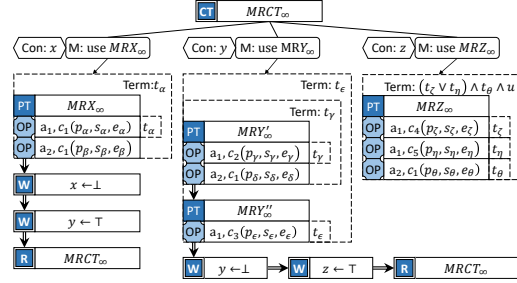 CT MRCT∞
Con: x M: use MRX∞
Con: y M: use MRY∞
Con: z M: use MRZ∞
Term: tα
PT MRX∞
OP a₁, c₁(pα, sα, eα) tα
OP a₂, c₁(pβ, sβ, eβ)
W x ←⊥
W y ← ⊤
R MRCT∞
Term: tϵ
tγ
PT MRY′∞
OP a₁, c₂(pγ, sγ, eγ) tγ
OP a₂, c₁(pδ, sδ, eδ)
PT MRY″∞
OP a₁, c₃(pϵ, sϵ, eϵ) tϵ
W y ←⊥
W z ← ⊤
R MRCT∞
Term: (tζ ∨ tη) ∧ tθ ∧ u
PT MRZ∞
OP a₁, c₄(pζ, sζ, eζ) tζ
OP a₁, c₅(pη, sη, eη) tη
OP a₂, c₁(pθ, sθ, eθ) tθ